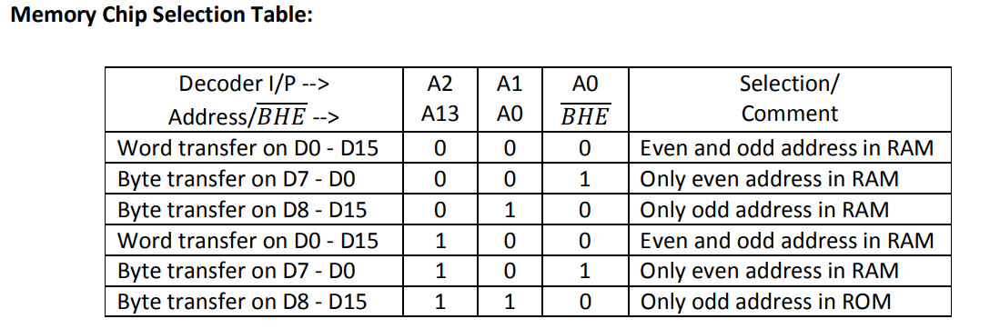 Memory Chip Selection Table:
Decoder I/P --> A2 A1 A0 Selection/
Address/BHE --> A13 A0 BHE Comment
Word transfer on D0 - D15 0 0 0 Even and odd address in RAM
Byte transfer on D7 - D0 0 0 1 Only even address in RAM
Byte transfer on D8 - D15 0 1 0 Only odd address in RAM
Word transfer on D0 - D15 1 0 0 Even and odd address in RAM
Byte transfer on D7 - D0 1 0 1 Only even address in RAM
Byte transfer on D8 - D15 1 1 0 Only odd address in ROM